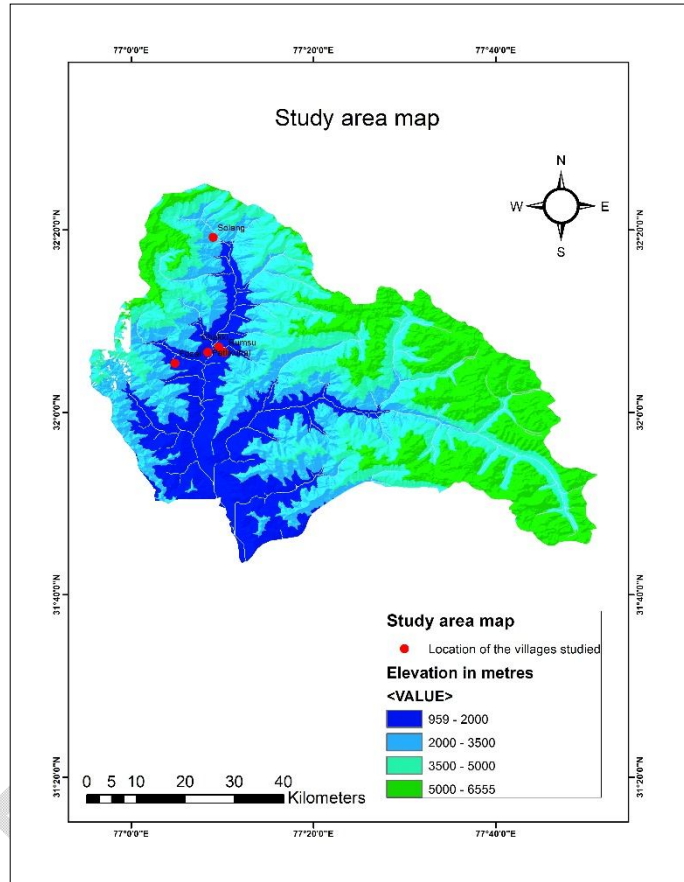 77°0'0"E 77°20'0"E 77°40'0"E
Study area map
N
W E
S
Solang
32°20'0"N 32°20'0"N
32°0'0"N 32°0'0"N
31°40'0"N 31°40'0"N
31°20'0"N 31°20'0"N
Study area map
Location of the villages studied
Elevation in metres
<VALUE>
959 - 2000
2000 - 3500
3500 - 5000
5000 - 6555
0 5 10 20 30 40
Kilometers
77°0'0"E 77°20'0"E 77°40'0"E